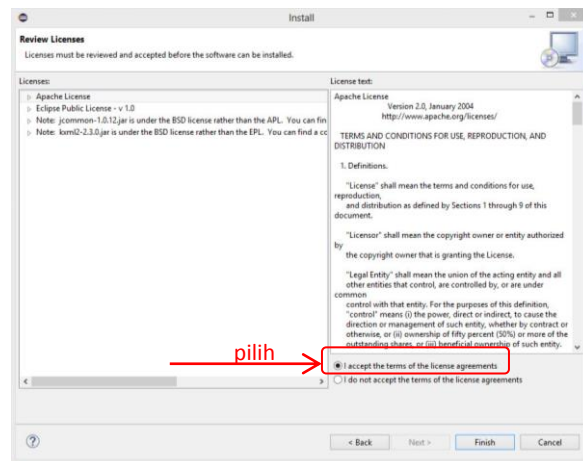 Install
Review Licenses
Licenses must be reviewed and accepted before the software can be installed.
Licenses:
Apache License
Eclipse Public License - v 1.0
Note: jcommon-1.0.12.jar is under the BSD license rather than the APL. You can fin
Note: kxml2-2.3.0.jar is under the BSD license rather than the EPL. You can find a cc
License text:
Apache License
Version 2.0, January 2004
http://www.apache.org/licenses/
TERMS AND CONDITIONS FOR USE, REPRODUCTION, AND
DISTRIBUTION
1. Definitions.
"License" shall mean the terms and conditions for use,
reproduction,
and distribution as defined by Sections 1 through 9 of this
document.
"Licensor" shall mean the copyright owner or entity authorized
by
the copyright owner that is granting the License.
"Legal Entity" shall mean the union of the acting entity and all
other entities that control, are controlled by, or are under
common
control with that entity. For the purposes of this definition,
"control" means (i) the power, direct or indirect, to cause the
direction or management of such entity, whether by contract or
otherwise, or (ii) ownership of fifty percent (50%) or more of the
outstanding shares, or (iii) beneficial ownership of such entity.
pilih
I accept the terms of the license agreements
I do not accept the terms of the license agreements
< Back
Next >
Finish
Cancel